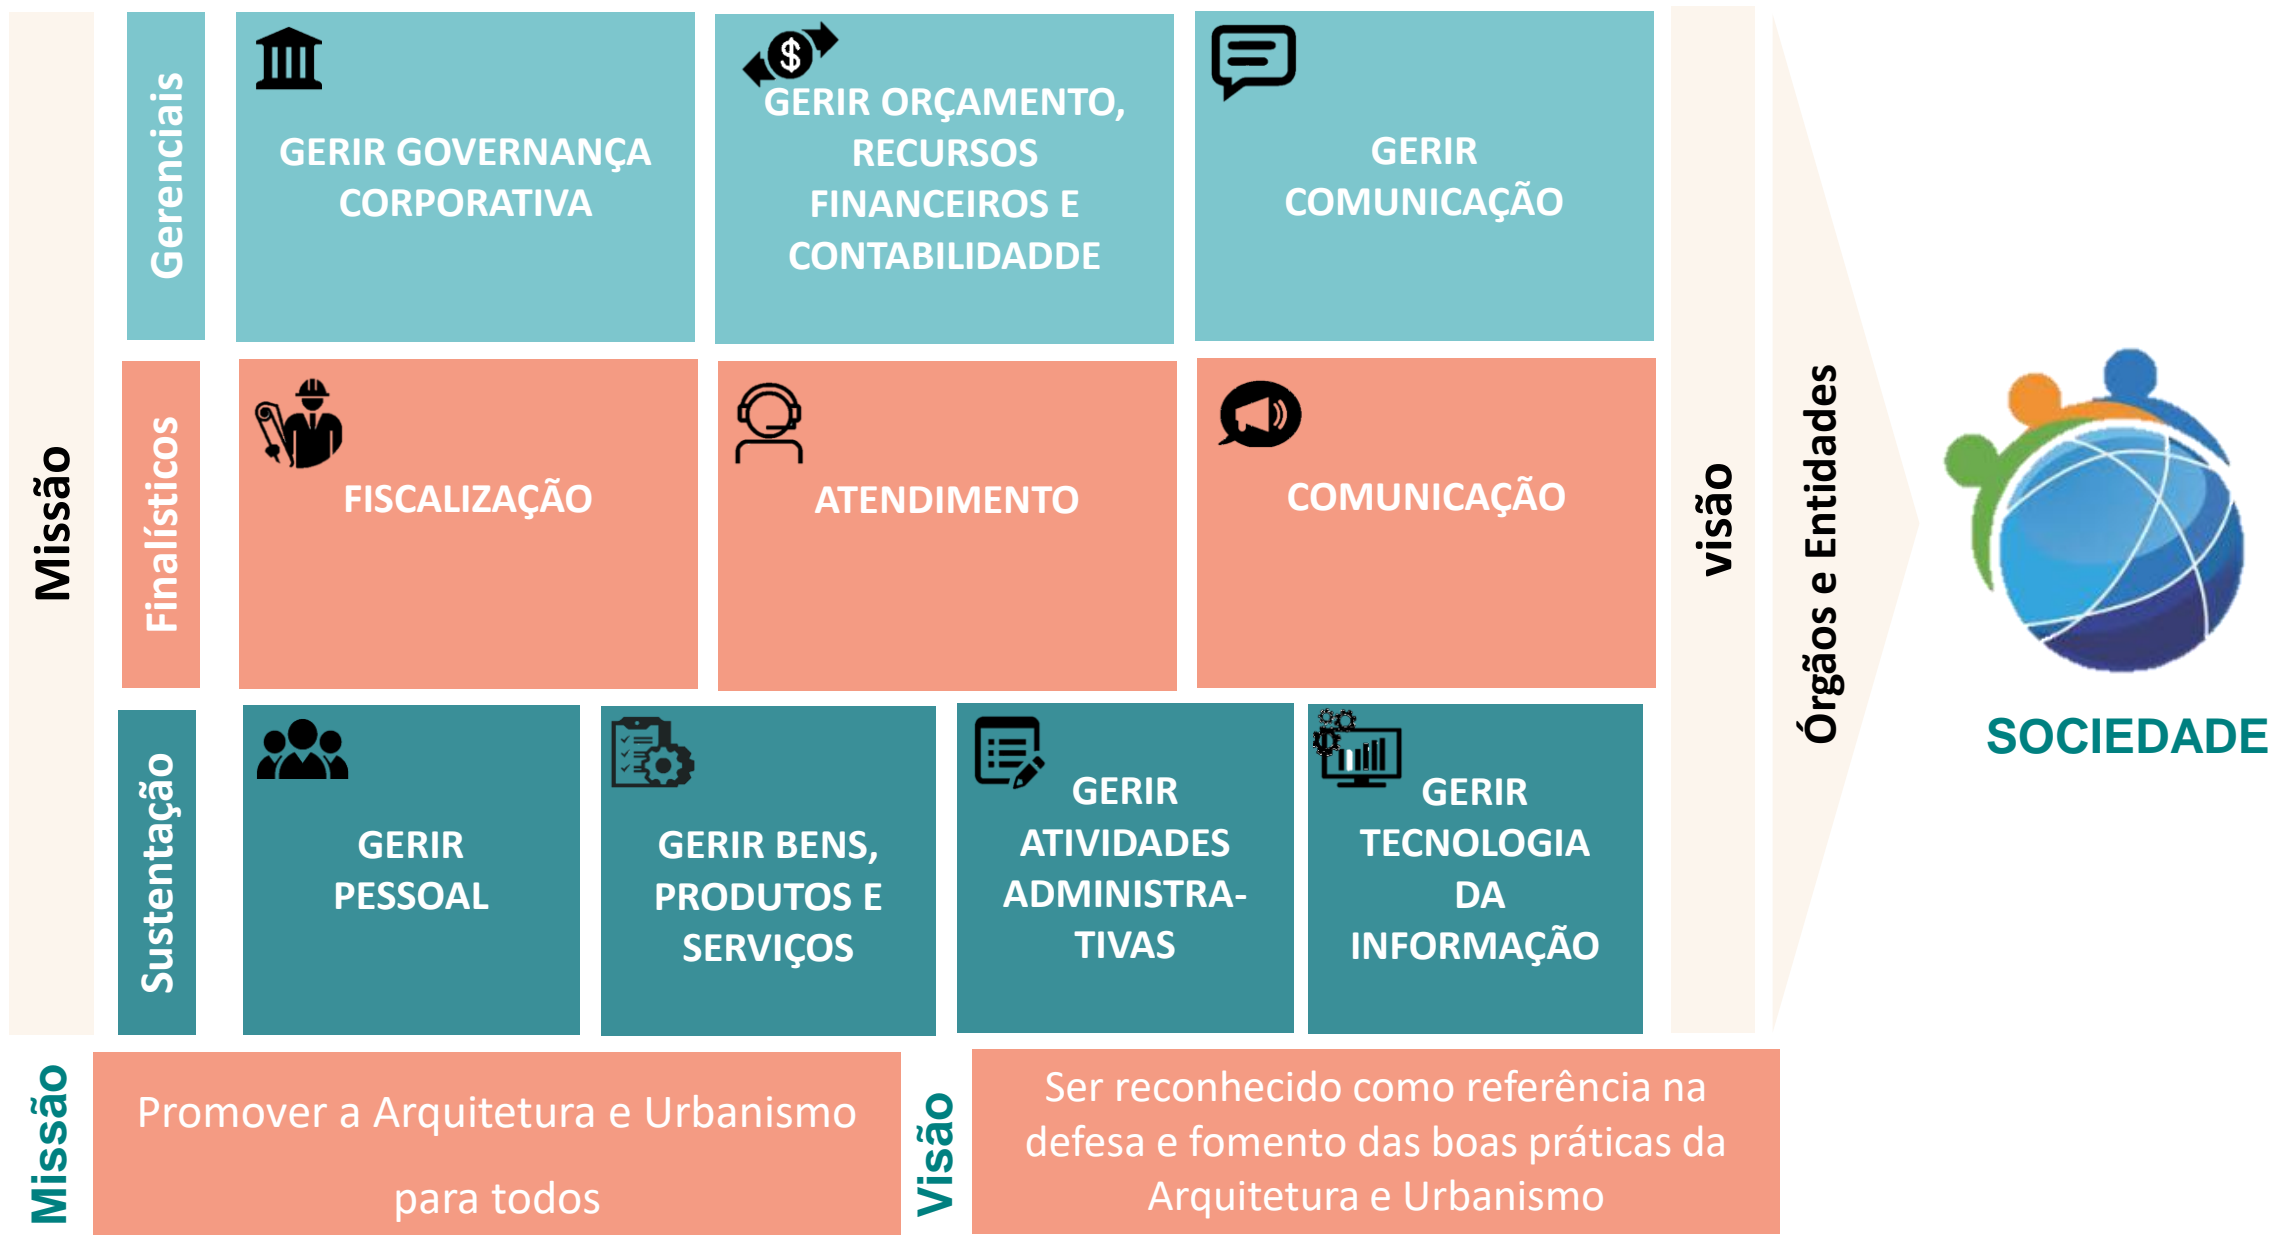 Missão
Gerenciais
GERIR GOVERNANÇA
CORPORATIVA
$
GERIR ORÇAMENTO,
RECURSOS
FINANCEIROS E
CONTABILIDADDE
GERIR
COMUNICAÇÃO
Finalísticos
FISCALIZAÇÃO
ATENDIMENTO
COMUNICAÇÃO
Sustentação
GERIR
PESSOAL
GERIR BENS,
PRODUTOS E
SERVIÇOS
GERIR
ATIVIDADES
ADMINISTRA-
TIVAS
GERIR
TECNOLOGIA
DA
INFORMAÇÃO
visão
Órgãos e Entidades
SOCIEDADE
Missão
Promover a Arquitetura e Urbanismo
para todos
Visão
Ser reconhecido como referência na
defesa e fomento das boas práticas da
Arquitetura e Urbanismo